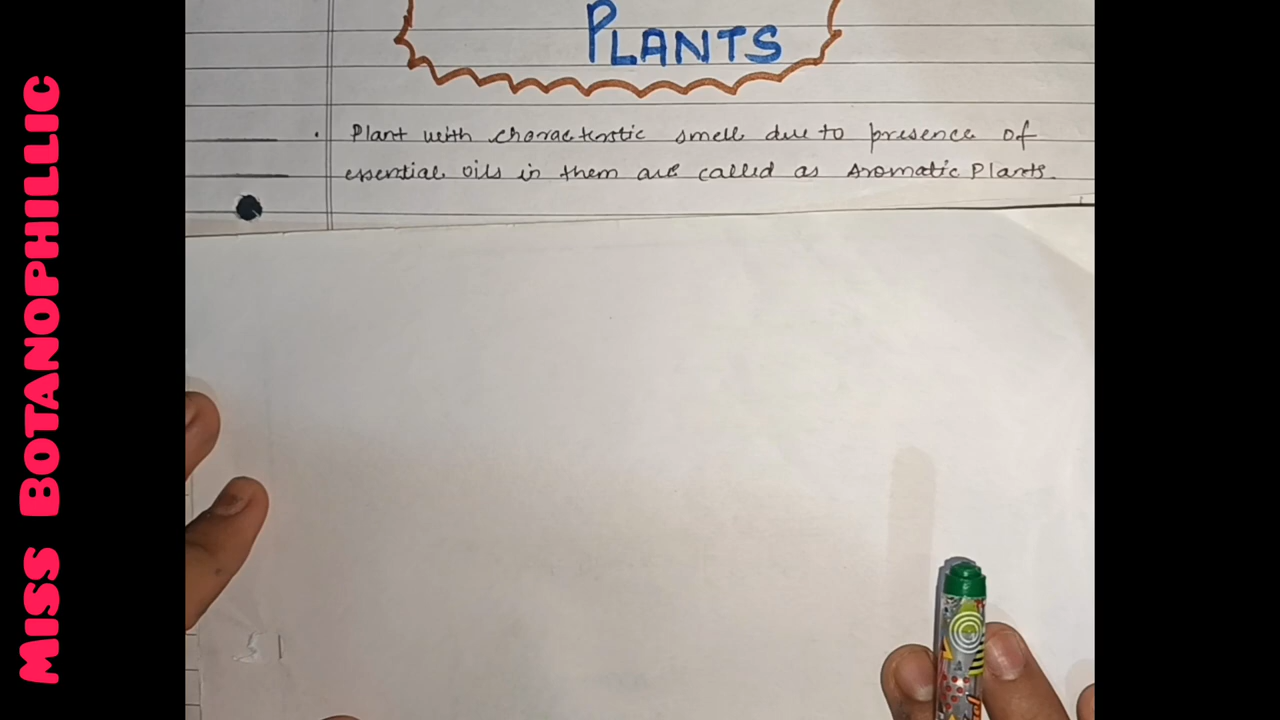 PLANTS
• Plant with characteristic smell due to presence of
essential oils in them are called as Aromatic Plants.
MISS BOTANOPHILLIC